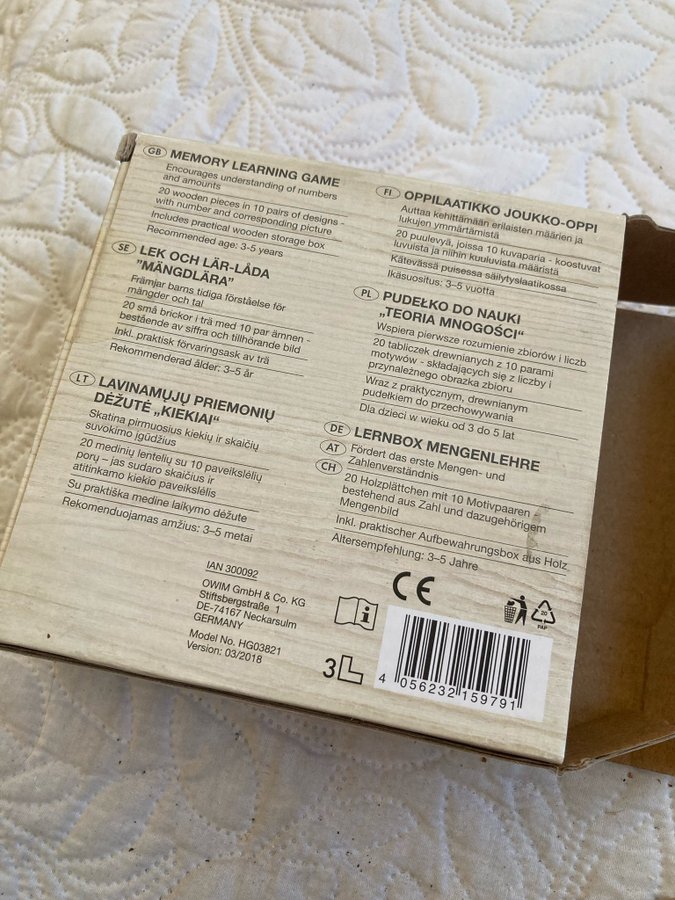 GB MEMORY LEARNING GAME
Encourages understanding of numbers
and amounts
20 wooden pieces in 10 pairs of designs -
with number and corresponding picture
Includes practical wooden storage box
Recommended age: 3-5 years
SE LEK OCH LÄR-LÅDA
"MÄNGDLÄRA"
Främjar barns tidiga förståelse för
mängder och tal
20 små brickor i trä med 10 par ämnen -
bestående av siffra och tillhörande bild
Inkl. praktisk förvaringsask av trä
Rekommenderad ålder: 3-5 år
LT LAVINAMŲJŲ PRIEMONIŲ
DĖŽUTĖ „KIEKIAI“
Skatina pirmuosius kiekių ir skaičių
suvokimo įgūdžius
20 medinių lentelių su 10 paveikslėlių
porų – jas sudaro skaičius ir
atitinkamo kiekio paveikslėlis
Su praktiška medine laikymo dėžute
Rekomenduojamas amžius: 3–5 metai
FI OPPILAATIKKO JOUKKO-OPPI
Auttaa kehittämään erilaisten määrien ja
lukujen ymmärtämistä
20 puulevyä, joissa 10 kuvaparia - koostuvat
luvuista ja niihin kuuluvista määristä
Kätevässä puisessa säilytyslaatikossa
Ikäsuositus: 3–5 vuotta
PL PUDEŁKO DO NAUKI
„TEORIA MNOGOŚCI“
Wspiera pierwsze rozumienie zbiorów i liczb
20 tabliczek drewnianych z 10 parami
motywów - składających się z liczby i
przynależnego obrazka zbioru
Wraz z praktycznym, drewnianym
pudełkiem do przechowywania
Dla dzieci w wieku od 3 do 5 lat
DE AT CH LERNBOX MENGENLEHRE
Fördert das erste Mengen- und
Zahlenverständnis
20 Holzplättchen mit 10 Motivpaaren -
bestehend aus Zahl und dazugehörigem
Mengenbild
Inkl. praktischer Aufbewahrungsbox aus Holz
Altersempfehlung: 3–5 Jahre
IAN 300092
OWIM GmbH & Co. KG
Stiftsbergstraße 1
DE-74167 Neckarsulm
GERMANY
Model No. HG03821
Version: 03/2018
CE
i
20
PAP
3L
4 056232 159791